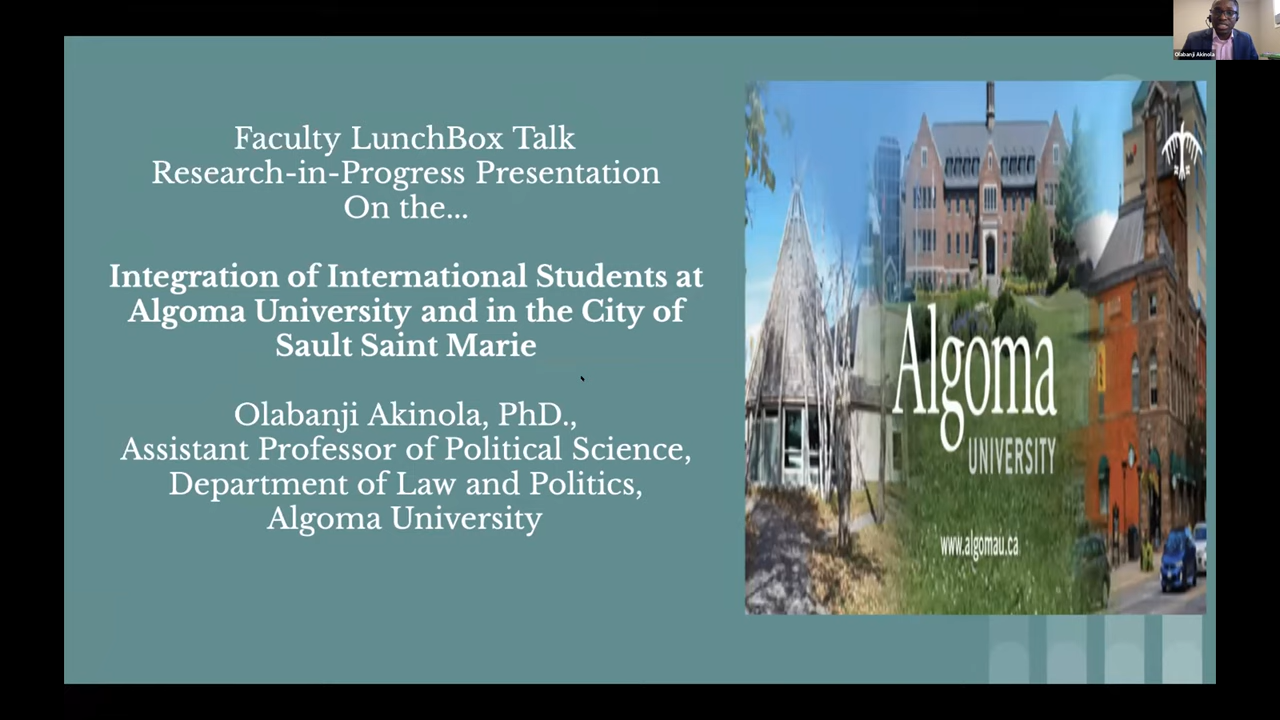 Faculty LunchBox Talk
Research-in-Progress Presentation
On the...
Integration of International Students at
Algoma University and in the City of
Sault Saint Marie
Olabanji Akinola, PhD.,
Assistant Professor of Political Science,
Department of Law and Politics,
Algoma University
Algoma
UNIVERSITY
www.algomau.ca
Olabanji Akinola